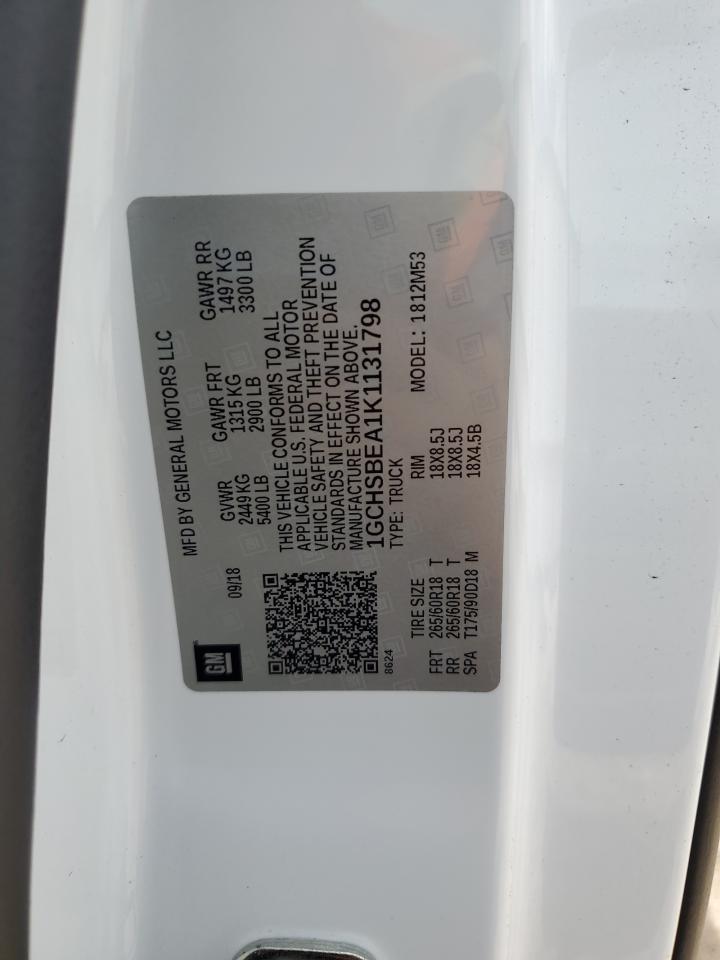 MFD BY GENERAL MOTORS LLC
09/18 GVWR GAWR FRT GAWR RR
2449 KG 1315 KG 1497 KG
5400 LB 2900 LB 3300 LB
THIS VEHICLE CONFORMS TO ALL
APPLICABLE U.S. FEDERAL MOTOR
VEHICLE SAFETY AND THEFT PREVENTION
STANDARDS IN EFFECT ON THE DATE OF
MANUFACTURE SHOWN ABOVE.
1GCHSBEA1K1131798
8624 TYPE: TRUCK MODEL: 1812M53
TIRE SIZE RIM
FRT 265/60R18 T 18X8.5J
RR 265/60R18 T 18X8.5J
SPA T175/90D18 M 18X4.5B
GM